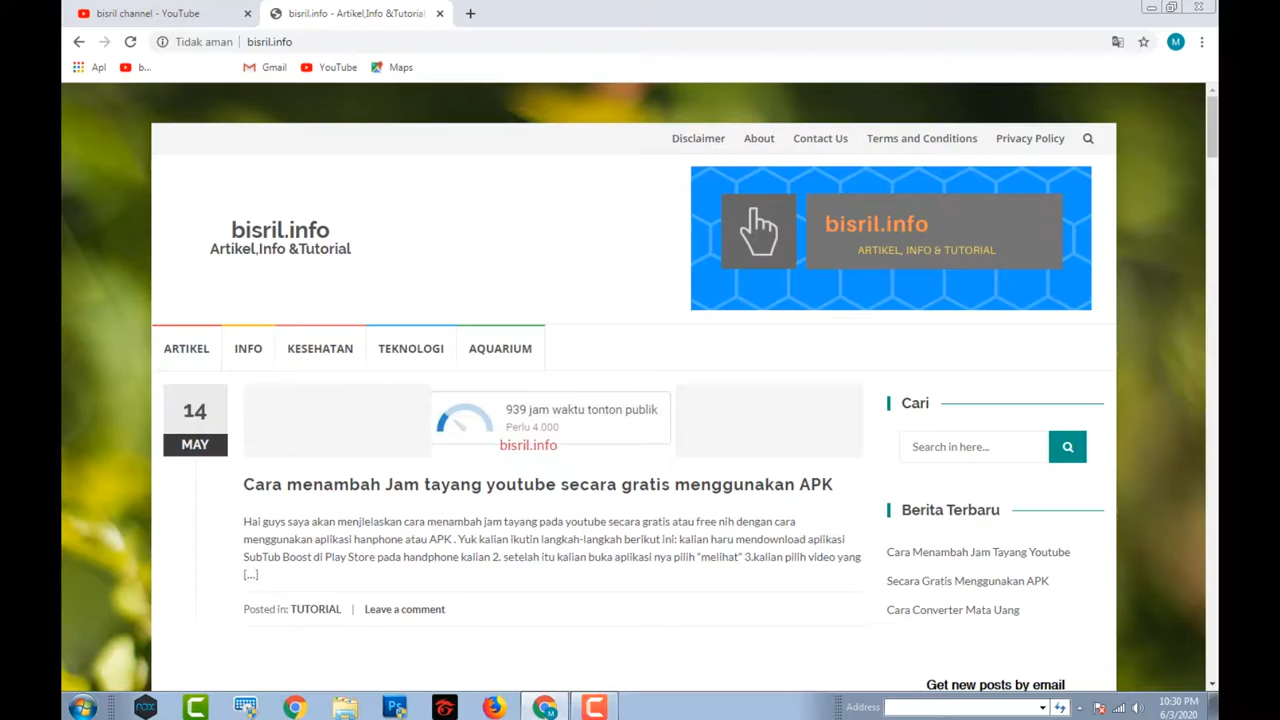 bisril channel - YouTube
bisril.info - Artikel,Info &Tutorial
Tidak aman
bisril.info
M
Apl
b...
Gmail
YouTube
Maps
Disclaimer
About
Contact Us
Terms and Conditions
Privacy Policy
bisril.info
Artikel,Info &Tutorial
bisril.info
ARTIKEL, INFO & TUTORIAL
ARTIKEL
INFO
KESEHATAN
TEKNOLOGI
AQUARIUM
14
MAY
939 jam waktu tonton publik
Perlu 4.000
bisril.info
Cara menambah Jam tayang youtube secara gratis menggunakan APK
Hai guys saya akan menjlelaskan cara menambah jam tayang pada youtube secara gratis atau free nih dengan cara
menggunakan aplikasi hanphone atau APK . Yuk kalian ikutin langkah-langkah berikut ini: kalian haru mendownload aplikasi
SubTub Boost di Play Store pada handphone kalian 2. setelah itu kalian buka aplikasi nya pilih “melihat” 3.kalian pilih video yang
[…]
Posted in: TUTORIAL | Leave a comment
Cari
Search in here...
Berita Terbaru
Cara Menambah Jam Tayang Youtube
Secara Gratis Menggunakan APK
Cara Converter Mata Uang
Get new posts by email
nox
C
Ps
M
C
Address
10:30 PM
6/3/2020